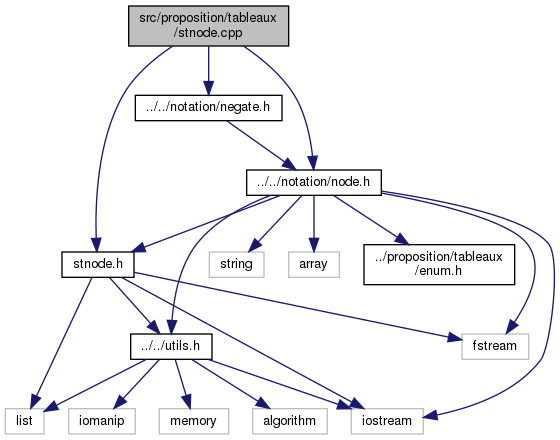 src/proposition/tableaux
/stnode.cpp
../../notation/negate.h
../../notation/node.h
stnode.h
string
array
../proposition/tableaux
/enum.h
../../utils.h
fstream
list
iomanip
memory
algorithm
iostream